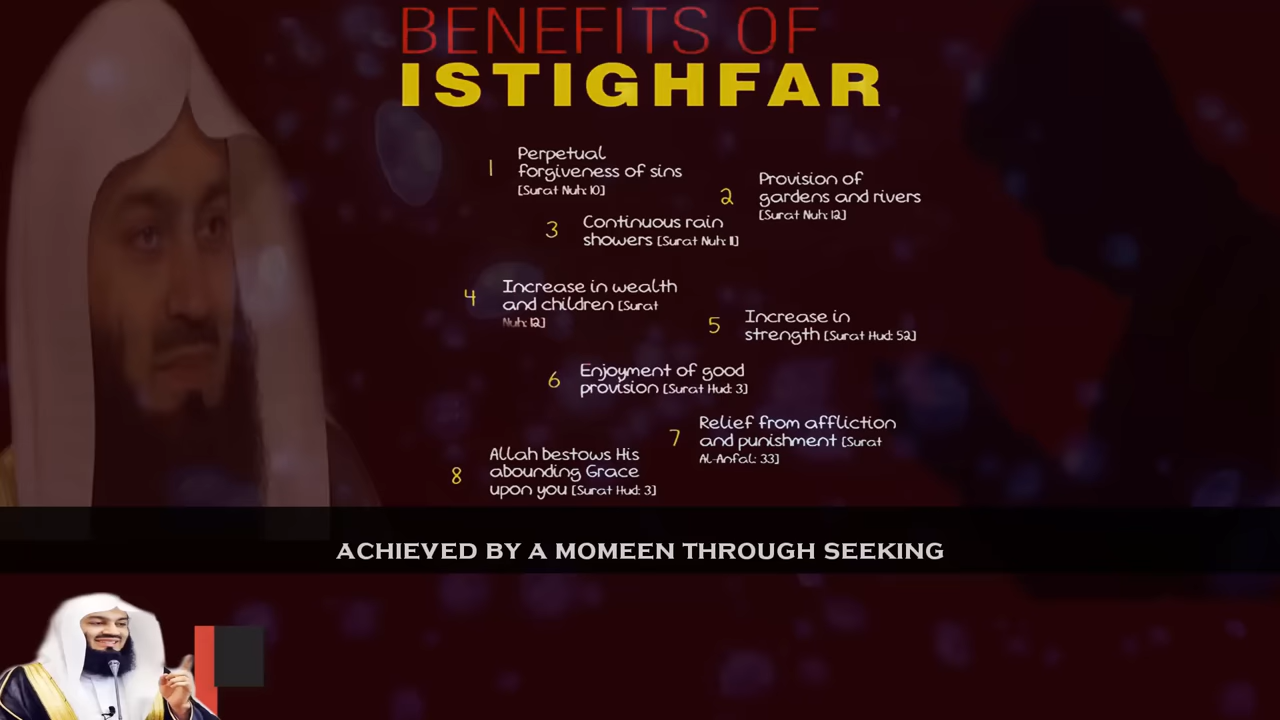 BENEFITS OF
ISTIGHFAR
1 Perpetual
forgiveness of sins
[Surat Nuh: 10]
2 Provision of
gardens and rivers
[Surat Nuh: 12]
3 Continuous rain
showers [Surat Nuh: 11]
4 Increase in wealth
and children [Surat
Nuh: 12]
5 Increase in
strength [Surat Hud: 52]
6 Enjoyment of good
provision [Surat Hud: 3]
7 Relief from affliction
and punishment [Surat
Al-Anfal: 33]
8 Allah bestows His
abounding Grace
upon you [Surat Hud: 3]
ACHIEVED BY A MOMEEN THROUGH SEEKING